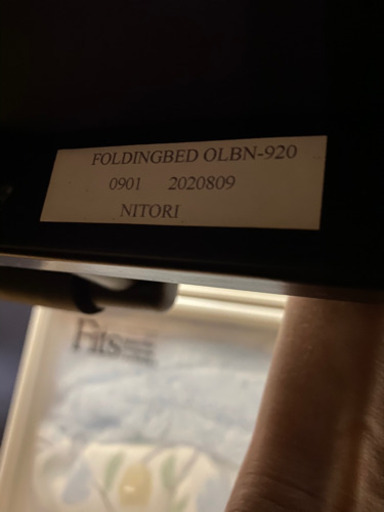 FOLDINGBED OLBN-920
0901 2020809
NITORI
Fits